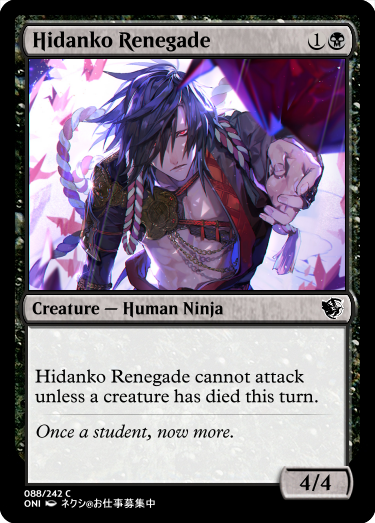 Hidanko Renegade 1
Creature — Human Ninja
Hidanko Renegade cannot attack
unless a creature has died this turn.
Once a student, now more.
4/4
088/242 C
ONI ネクシ@お仕事募集中